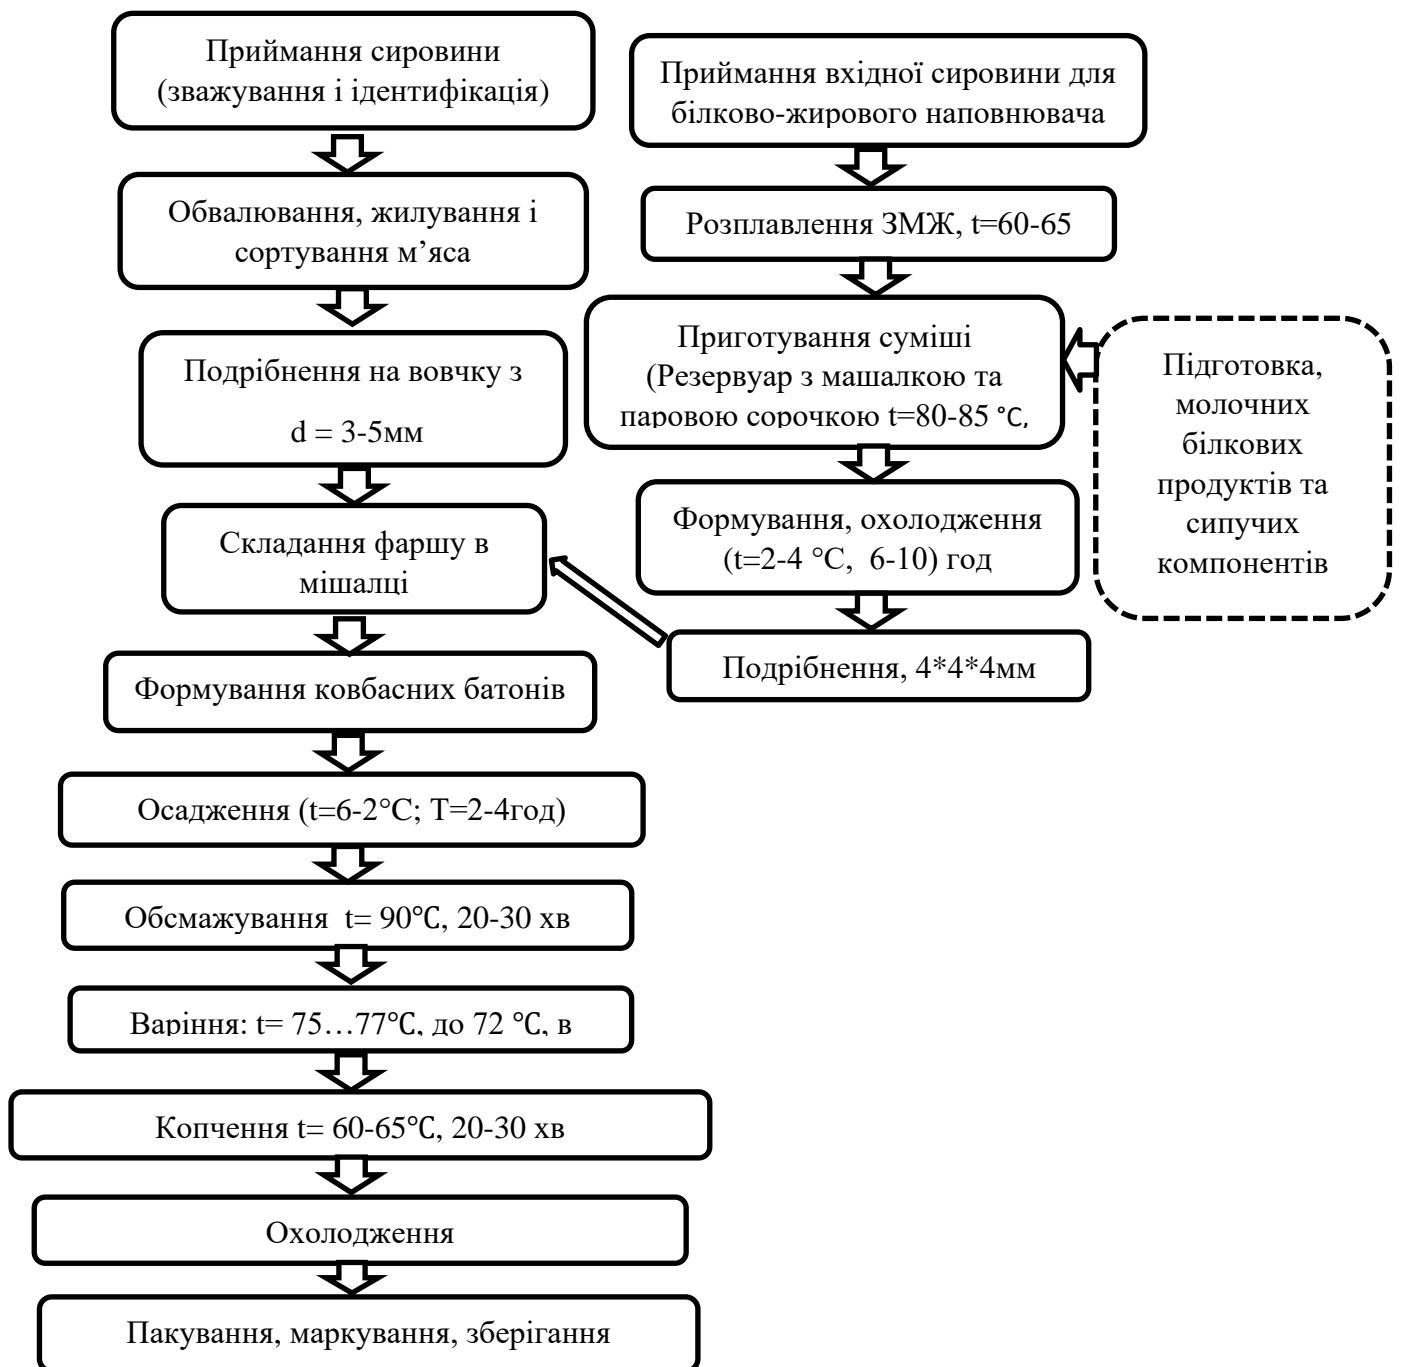 Приймання сировини
(зважування і ідентифікація)
Обвалювання, жилування і
сортування м’яса
Подрібнення на вовчку з
d = 3-5мм
Складання фаршу в
мішалці
Формування ковбасних батонів
Осадження (t=6-2°С; Т=2-4год)
Обсмажування t= 90℃, 20-30 хв
Варіння: t= 75…77℃, до 72 ℃, в
Копчення t= 60-65℃, 20-30 хв
Охолодження
Пакування, маркування, зберігання
Приймання вхідної сировини для
білково-жирового наповнювача
Розплавлення ЗМЖ, t=60-65
Приготування суміші
(Резервуар з машалкою та
паровою сорочкою t=80-85 °С,
Формування, охолодження
(t=2-4 °С, 6-10) год
Подрібнення, 4*4*4мм
Підготовка,
молочних
білкових
продуктів та
сипучих
компонентів